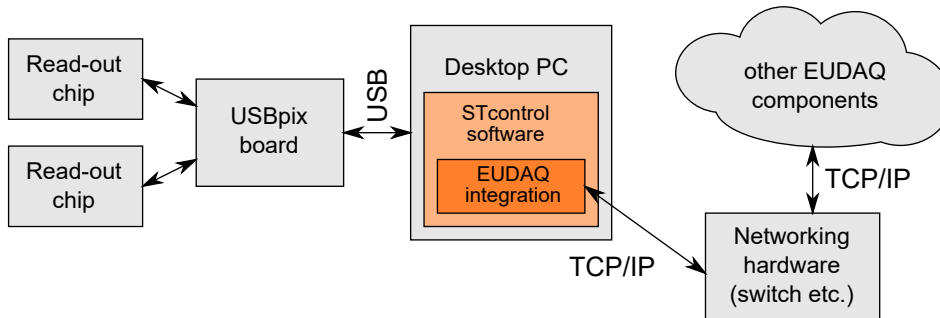 Read-out
chip
Read-out
chip
USBpix
board
USB
Desktop PC
STcontrol
software
EUDAQ
integration
TCP/IP
other EUDAQ
components
TCP/IP
Networking
hardware
(switch etc.)